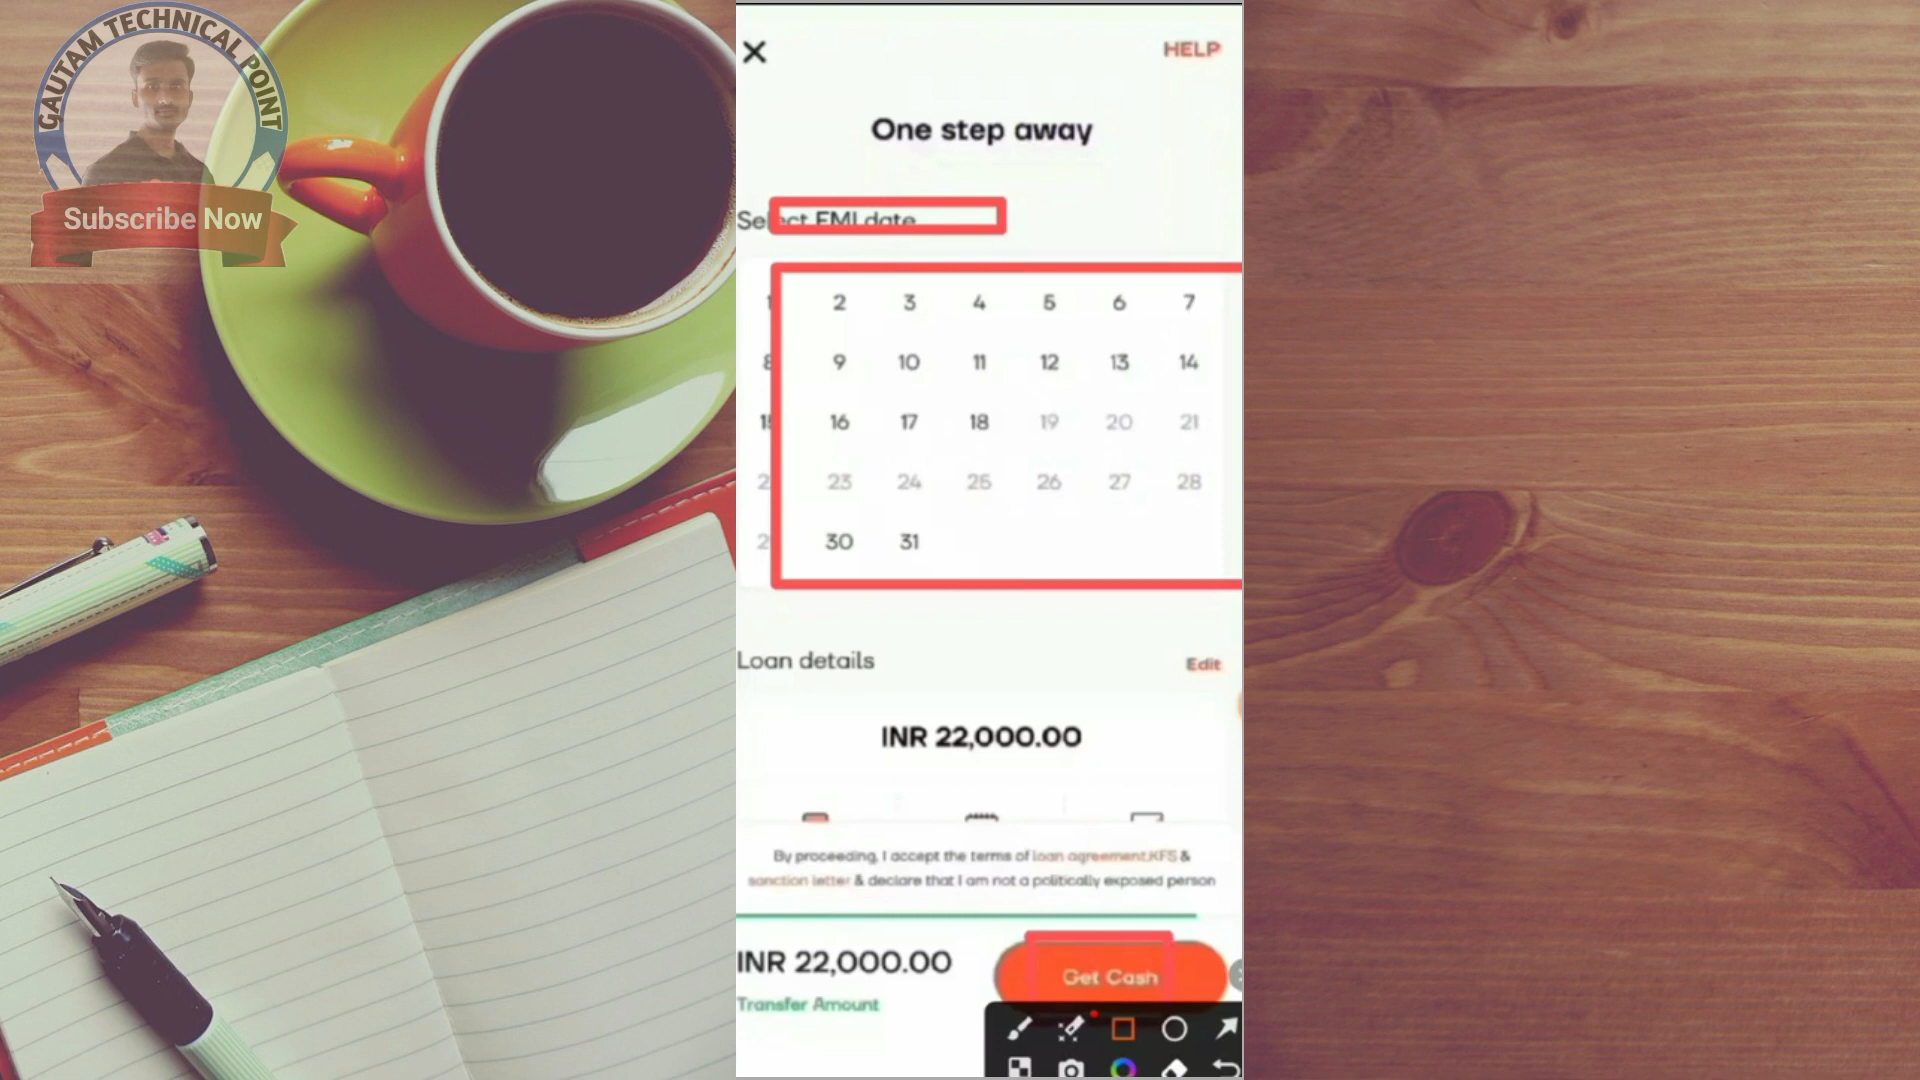 GAUTAM TECHNICAL POINT
Subscribe Now
HELP
One step away
Select EMI date
2 3 4 5 6 7
9 10 11 12 13 14
16 17 18 19 20 21
23 24 25 26 27 28
30 31
Loan details
Edit
INR 22,000.00
By proceeding, I accept the terms of loan agreement,KFS &
sanction letter & declare that I am not a politically exposed person
INR 22,000.00
Get Cash
Transfer Amount